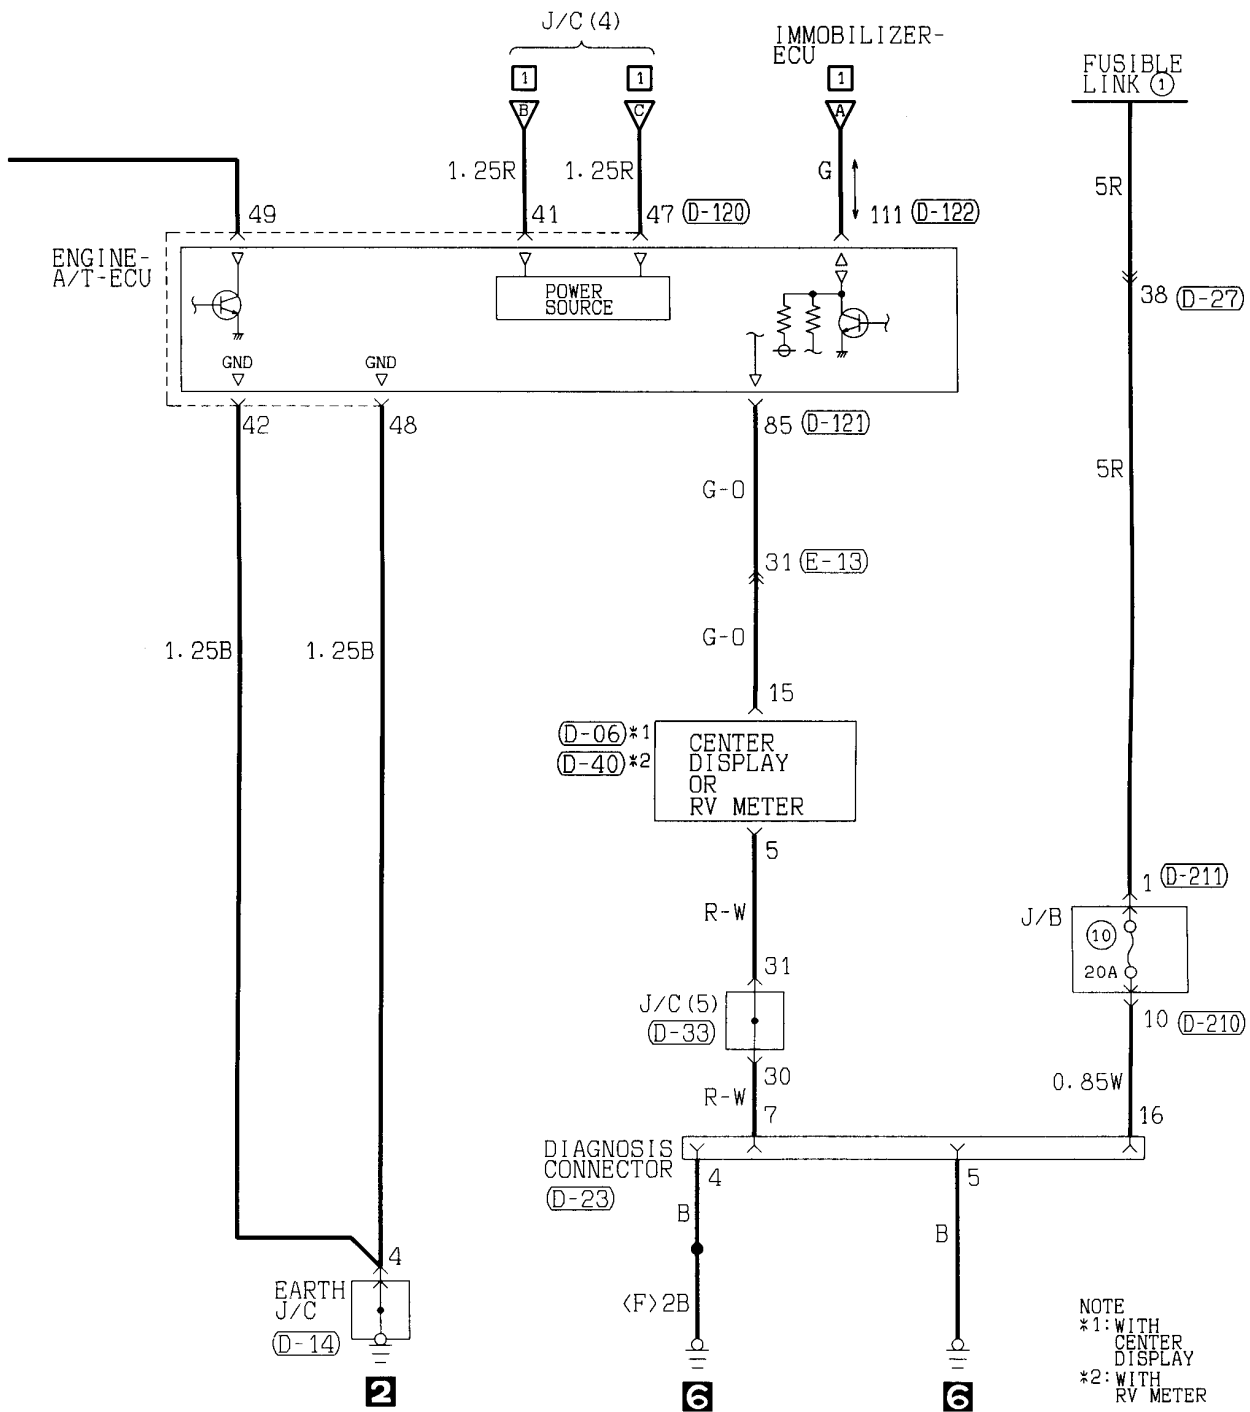 J/C(4)
IMMOBILIZER-
ECU
FUSIBLE
LINK ①
1
1
1
B
C
A
1.25R
1.25R
G
5R
49
41
47 (D-120)
111 (D-122)
ENGINE-
A/T-ECU
POWER
SOURCE
38 (D-27)
GND
GND
42
48
85 (D-121)
5R
G-O
31 (E-13)
1.25B
1.25B
G-O
15
(D-06)*1
(D-40)*2
CENTER
DISPLAY
OR
RV METER
5
1 (D-211)
R-W
J/B
10
20A
31
J/C(5)
(D-33)
10 (D-210)
30
0.85W
R-W
7
16
DIAGNOSIS
CONNECTOR
(D-23)
4
5
B
B
4
EARTH
J/C
(D-14)
<F>2B
NOTE
*1:WITH
CENTER
DISPLAY
*2:WITH
RV METER
2
6
6